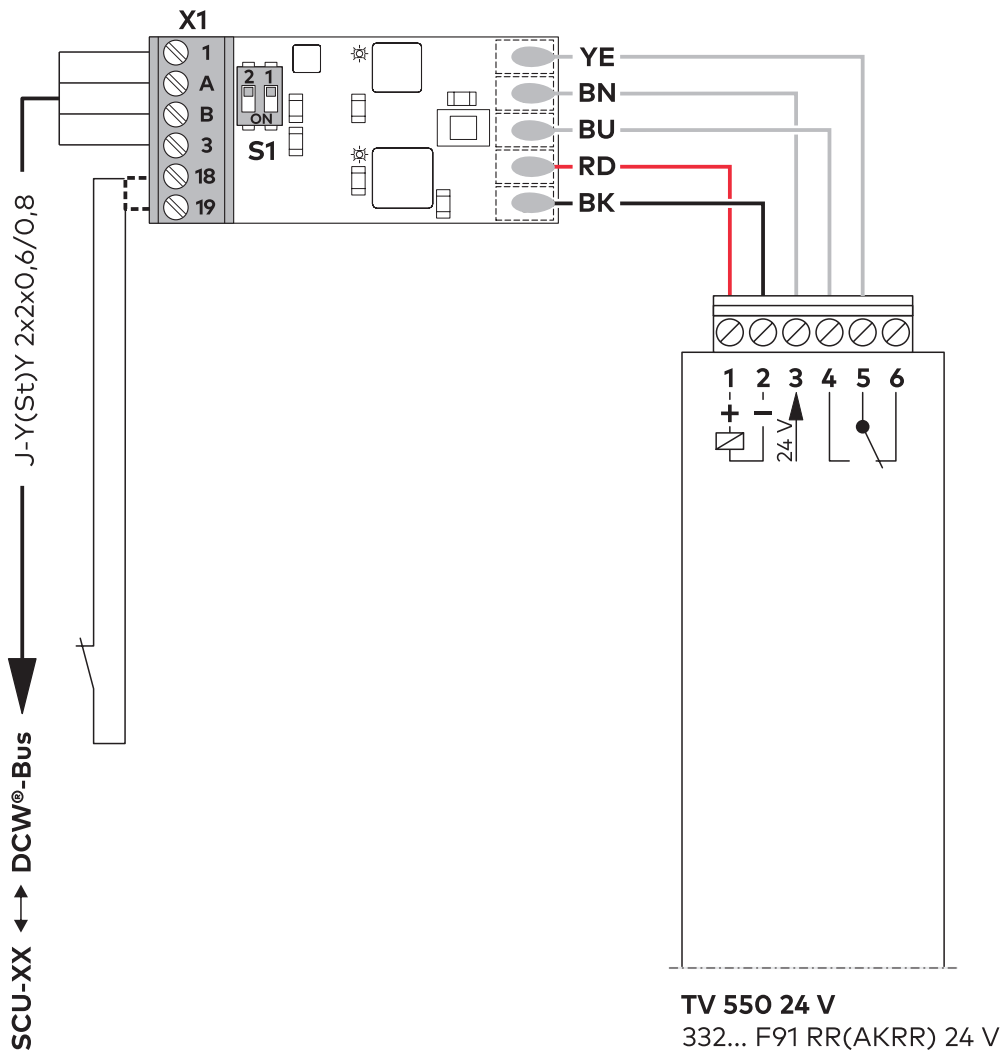 X1
1
A
B
3
18
19
2 1
ON
S1
YE
BN
BU
RD
BK
J-Y(St)Y 2x2x0,6/0,8
SCU-XX ↔ DCW®-Bus
1 2 3 4 5 6
+ −
24 V
TV 550 24 V
332... F91 RR(AKRR) 24 V